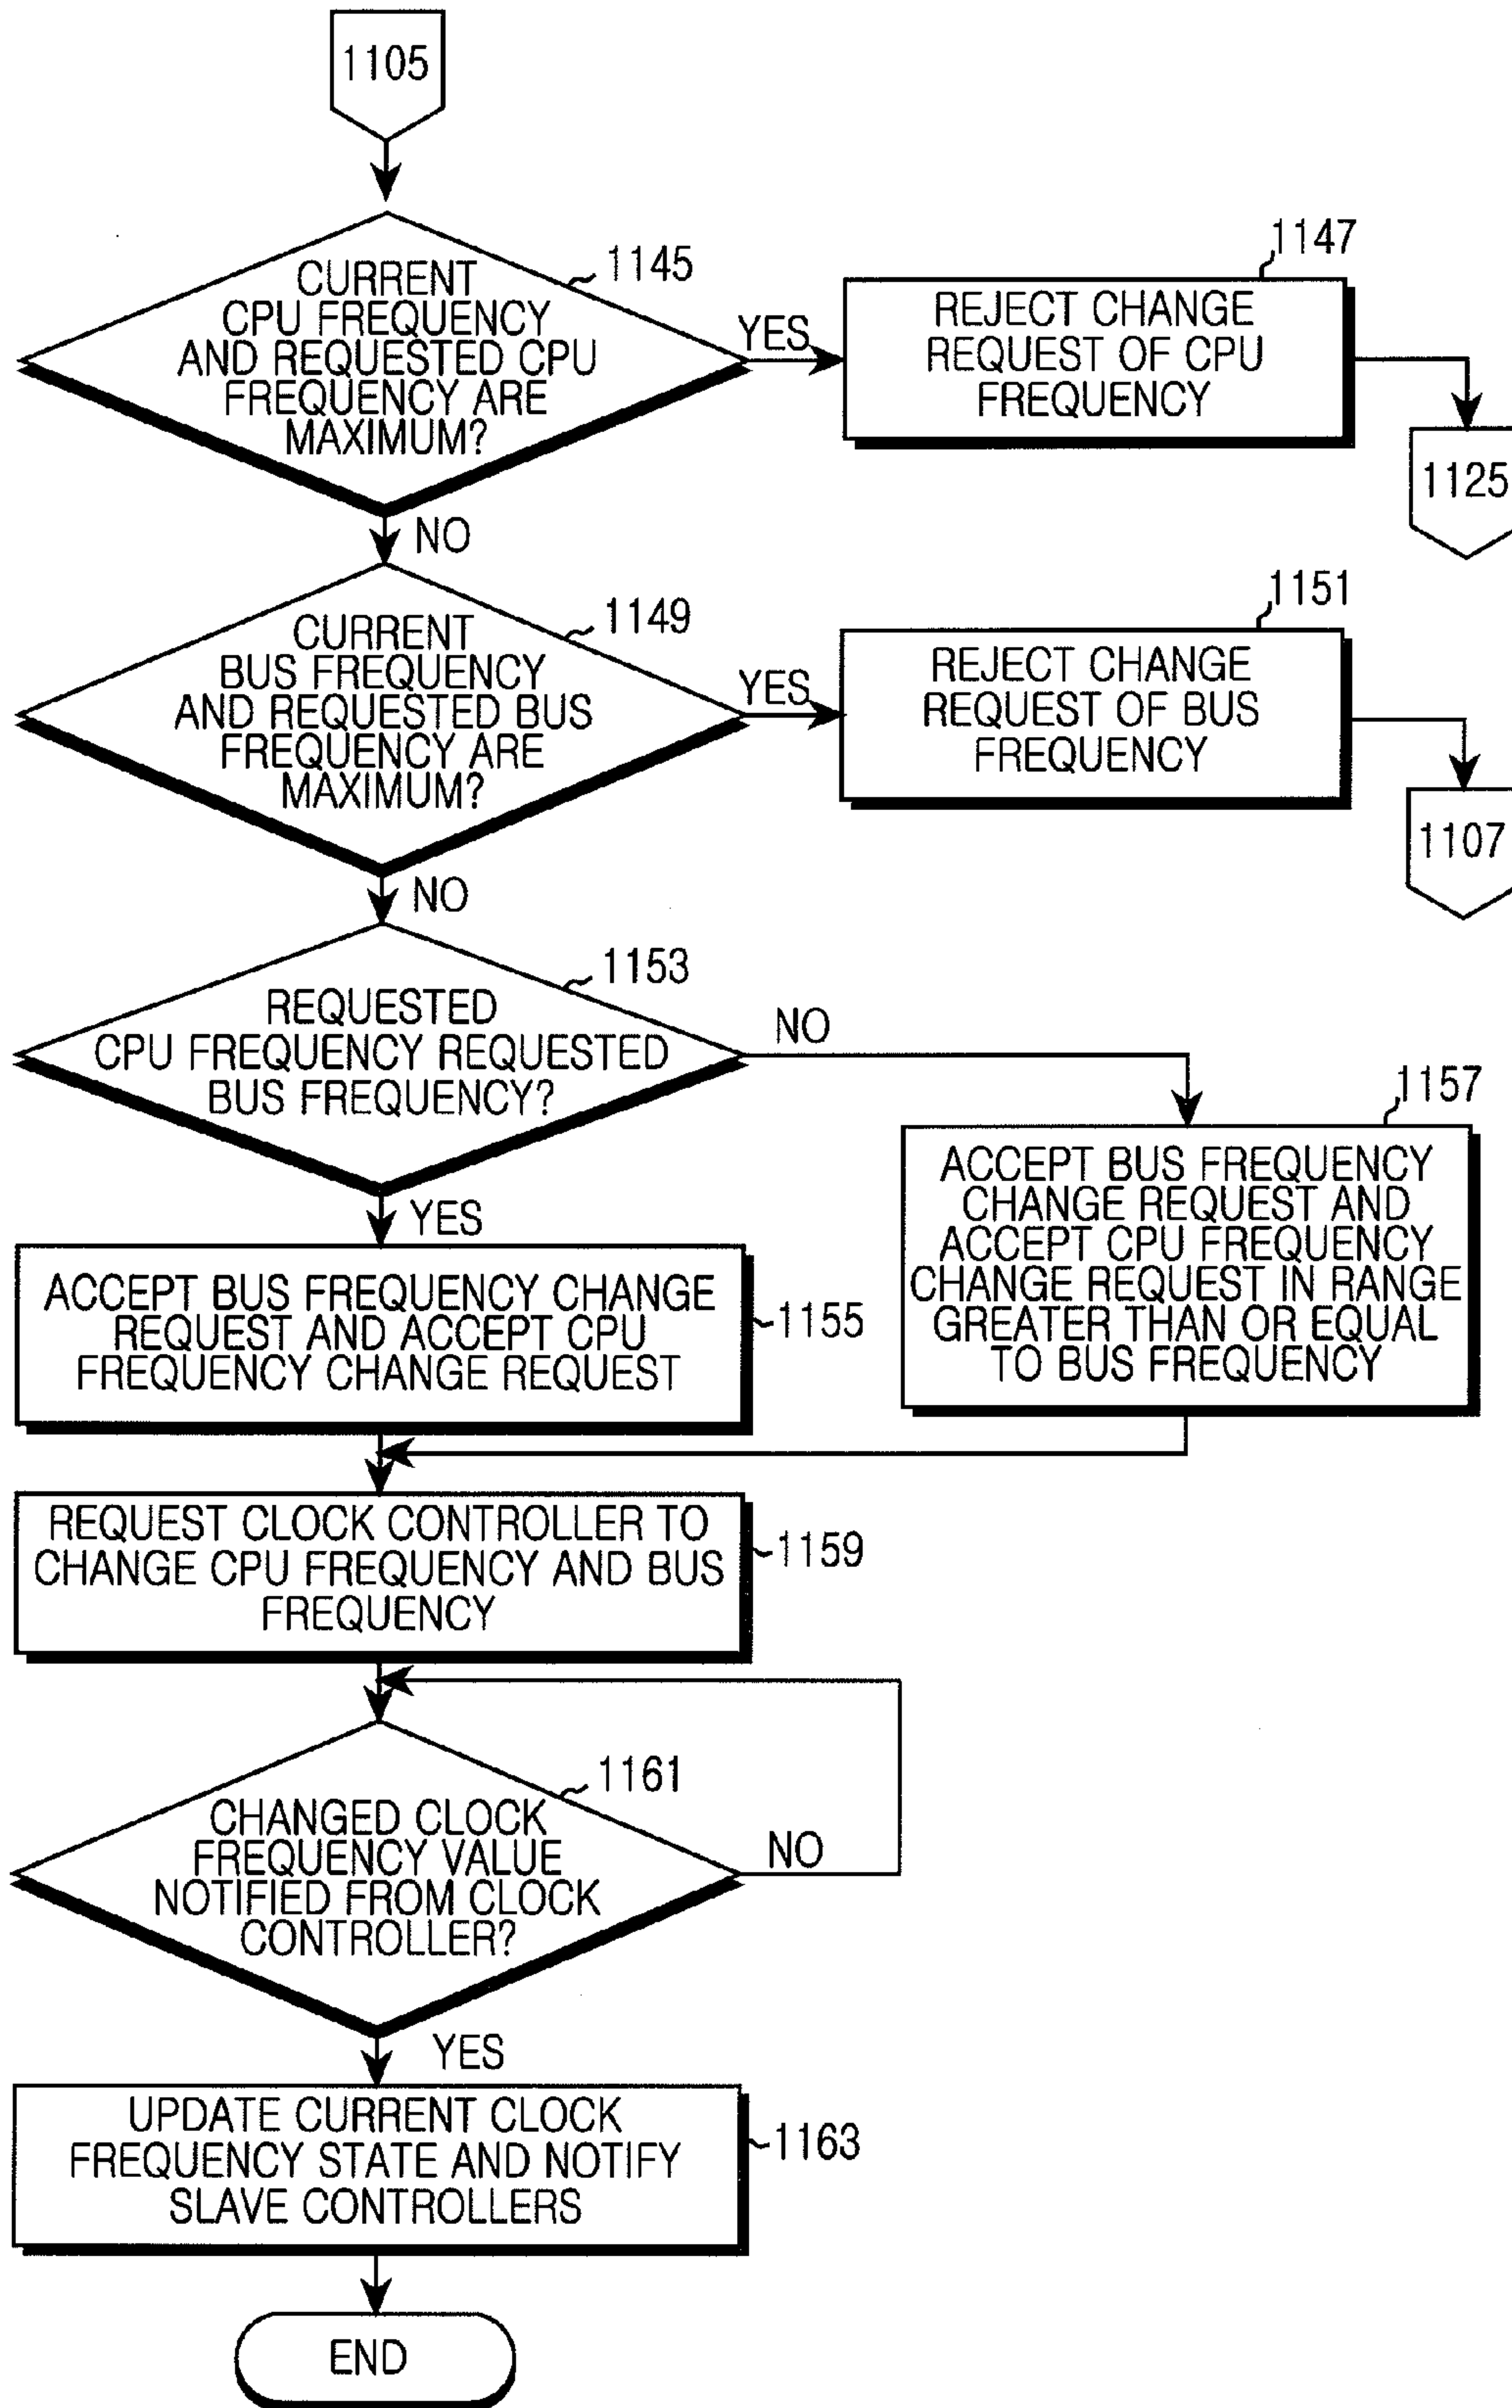 1105
1145
CURRENT
CPU FREQUENCY
AND REQUESTED CPU
FREQUENCY ARE
MAXIMUM?
YES
1147
REJECT CHANGE
REQUEST OF CPU
FREQUENCY
1125
NO
1149
CURRENT
BUS FREQUENCY
AND REQUESTED BUS
FREQUENCY ARE
MAXIMUM?
YES
1151
REJECT CHANGE
REQUEST OF BUS
FREQUENCY
1107
NO
1153
REQUESTED
CPU FREQUENCY REQUESTED
BUS FREQUENCY?
NO
1157
ACCEPT BUS FREQUENCY
CHANGE REQUEST AND
ACCEPT CPU FREQUENCY
CHANGE REQUEST IN RANGE
GREATER THAN OR EQUAL
TO BUS FREQUENCY
YES
ACCEPT BUS FREQUENCY CHANGE
REQUEST AND ACCEPT CPU
FREQUENCY CHANGE REQUEST
1155
REQUEST CLOCK CONTROLLER TO
CHANGE CPU FREQUENCY AND BUS
FREQUENCY
1159
1161
CHANGED CLOCK
FREQUENCY VALUE
NOTIFIED FROM CLOCK
CONTROLLER?
NO
YES
UPDATE CURRENT CLOCK
FREQUENCY STATE AND NOTIFY
SLAVE CONTROLLERS
1163
END